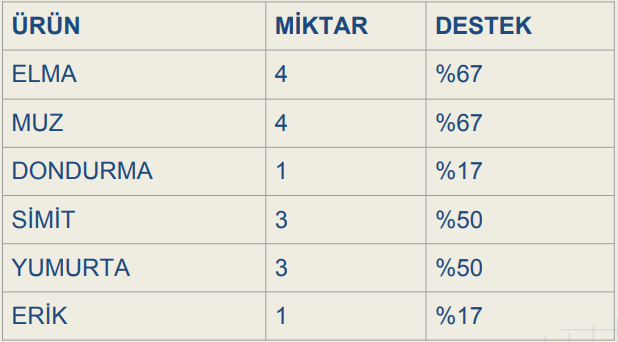 ÜRÜN MİKTAR DESTEK
ELMA 4 %67
MUZ 4 %67
DONDURMA 1 %17
SİMİT 3 %50
YUMURTA 3 %50
ERİK 1 %17